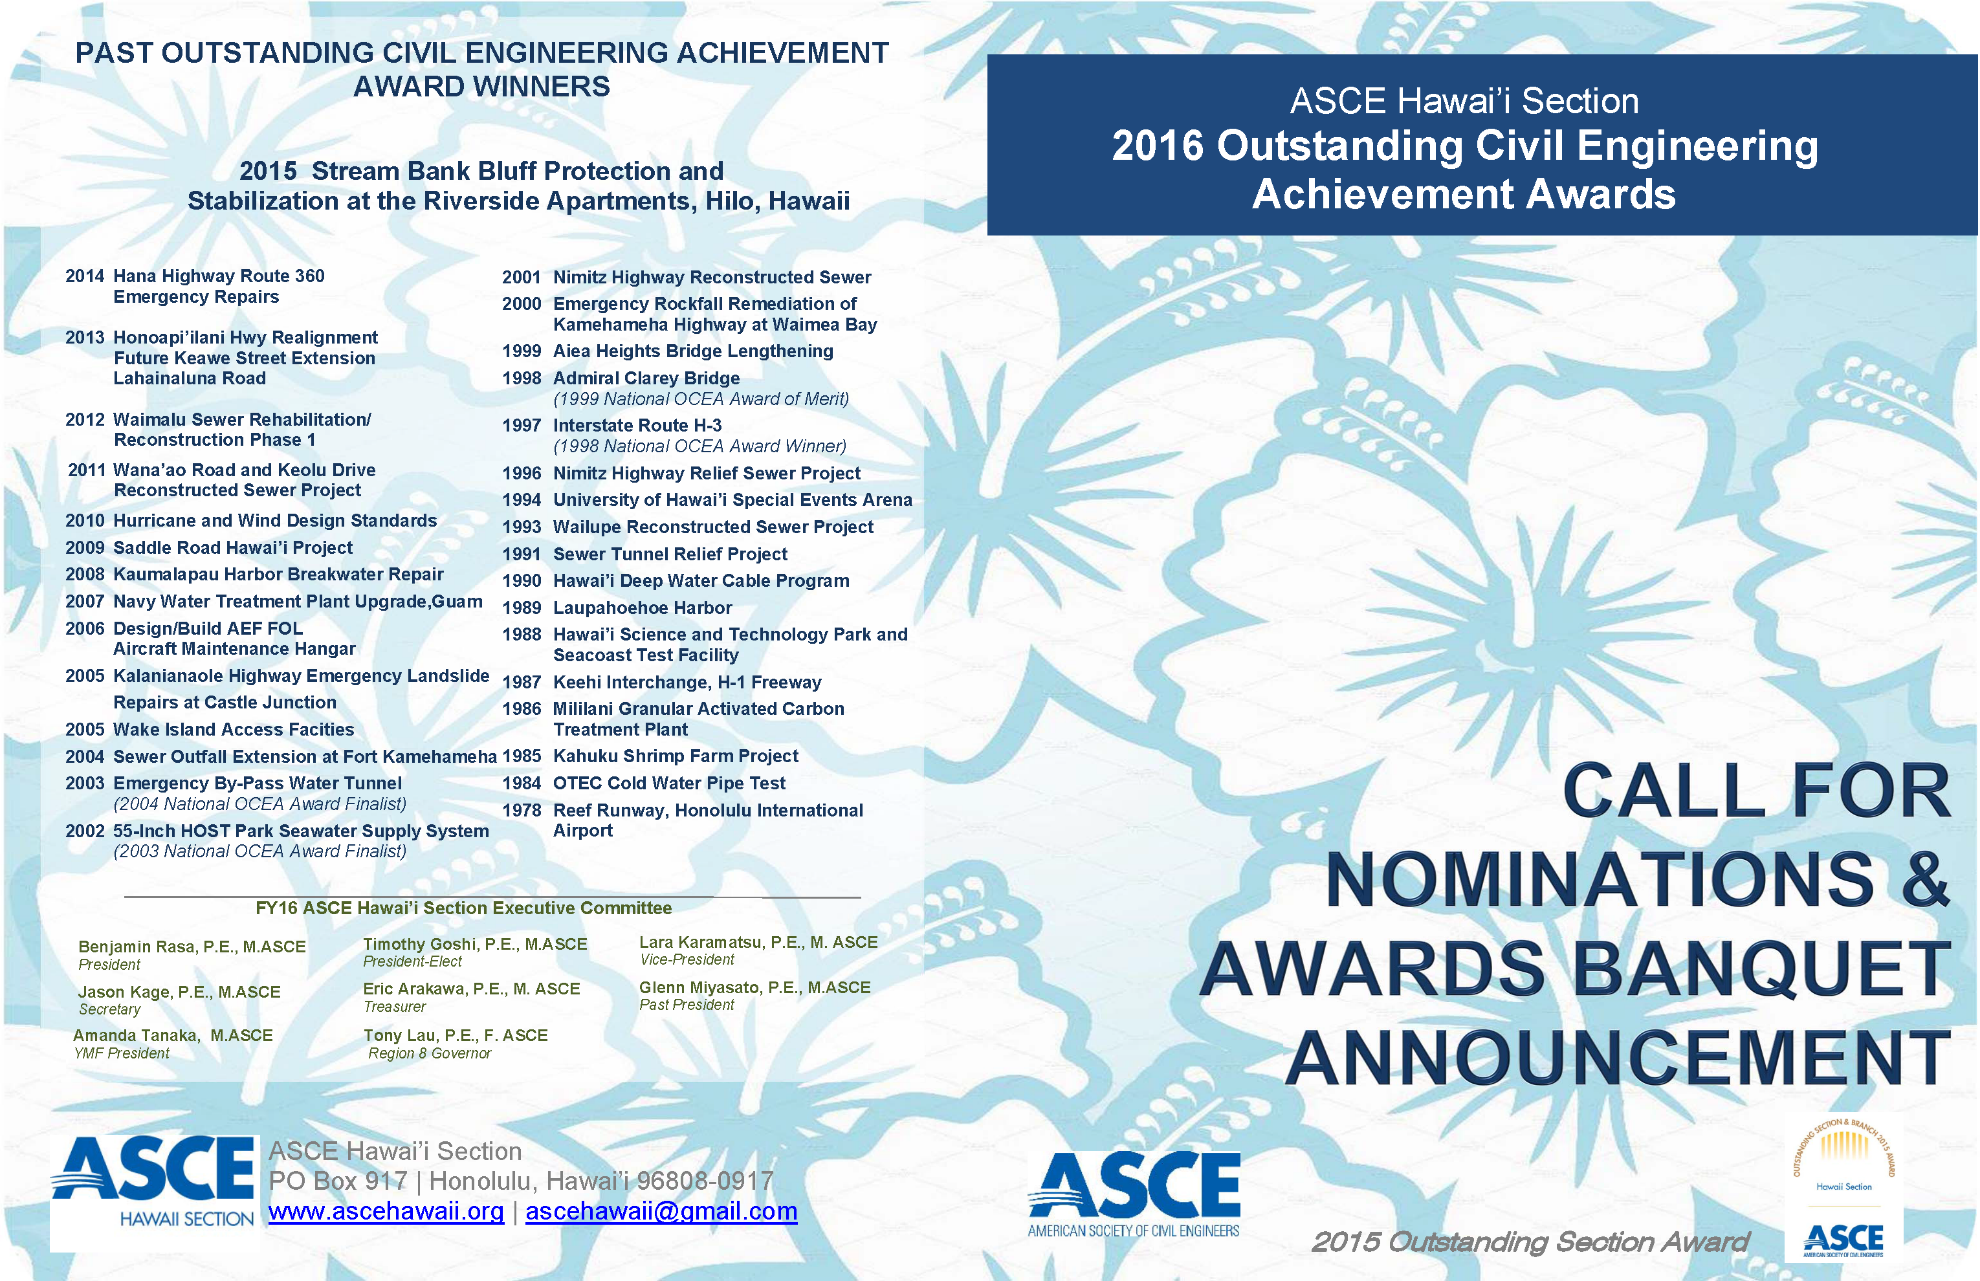 PAST OUTSTANDING CIVIL ENGINEERING ACHIEVEMENT
AWARD WINNERS
2015 Stream Bank Bluff Protection and
Stabilization at the Riverside Apartments, Hilo, Hawaii
2014 Hana Highway Route 360
Emergency Repairs
2013 Honoapi’ilani Hwy Realignment
Future Keawe Street Extension
Lahainaluna Road
2012 Waimalu Sewer Rehabilitation/
Reconstruction Phase 1
2011 Wana’ao Road and Keolu Drive
Reconstructed Sewer Project
2010 Hurricane and Wind Design Standards
2009 Saddle Road Hawai’i Project
2008 Kaumalapau Harbor Breakwater Repair
2007 Navy Water Treatment Plant Upgrade,Guam
2006 Design/Build AEF FOL
Aircraft Maintenance Hangar
2005 Kalanianaole Highway Emergency Landslide
Repairs at Castle Junction
2005 Wake Island Access Facities
2004 Sewer Outfall Extension at Fort Kamehameha
2003 Emergency By-Pass Water Tunnel
(2004 National OCEA Award Finalist)
2002 55-Inch HOST Park Seawater Supply System
(2003 National OCEA Award Finalist)
2001 Nimitz Highway Reconstructed Sewer
2000 Emergency Rockfall Remediation of
Kamehameha Highway at Waimea Bay
1999 Aiea Heights Bridge Lengthening
1998 Admiral Clarey Bridge
(1999 National OCEA Award of Merit)
1997 Interstate Route H-3
(1998 National OCEA Award Winner)
1996 Nimitz Highway Relief Sewer Project
1994 University of Hawai’i Special Events Arena
1993 Wailupe Reconstructed Sewer Project
1991 Sewer Tunnel Relief Project
1990 Hawai’i Deep Water Cable Program
1989 Laupahoehoe Harbor
1988 Hawai’i Science and Technology Park and
Seacoast Test Facility
1987 Keehi Interchange, H-1 Freeway
1986 Mililani Granular Activated Carbon
Treatment Plant
1985 Kahuku Shrimp Farm Project
1984 OTEC Cold Water Pipe Test
1978 Reef Runway, Honolulu International
Airport
FY16 ASCE Hawai’i Section Executive Committee
Benjamin Rasa, P.E., M.ASCE
President
Timothy Goshi, P.E., M.ASCE
President-Elect
Lara Karamatsu, P.E., M. ASCE
Vice-President
Jason Kage, P.E., M.ASCE
Secretary
Eric Arakawa, P.E., M. ASCE
Treasurer
Glenn Miyasato, P.E., M.ASCE
Past President
Amanda Tanaka, M.ASCE
YMF President
Tony Lau, P.E., F. ASCE
Region 8 Governor
ASCE
HAWAII SECTION
ASCE Hawai’i Section
PO Box 917 | Honolulu, Hawai’i 96808-0917
www.ascehawaii.org | ascehawaii@gmail.com
ASCE Hawai’i Section
2016 Outstanding Civil Engineering
Achievement Awards
CALL FOR
NOMINATIONS &
AWARDS BANQUET
ANNOUNCEMENT
ASCE
AMERICAN SOCIETY OF CIVIL ENGINEERS
2015 Outstanding Section Award
OUTSTANDING SECTION & BRANCH 2015 AWARD
Hawaii Section
ASCE
AMERICAN SOCIETY OF CIVIL ENGINEERS